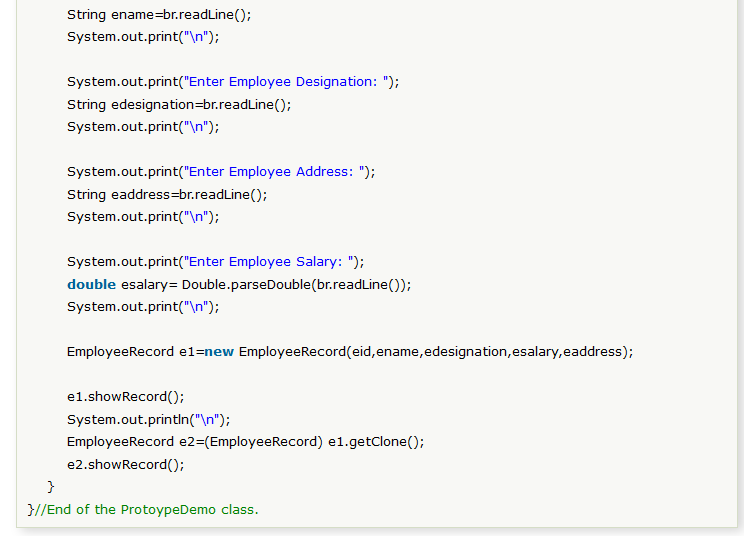 String ename=br.readLine();
System.out.print("\n");
System.out.print("Enter Employee Designation: ");
String edesignation=br.readLine();
System.out.print("\n");
System.out.print("Enter Employee Address: ");
String eaddress=br.readLine();
System.out.print("\n");
System.out.print("Enter Employee Salary: ");
double esalary= Double.parseDouble(br.readLine());
System.out.print("\n");
EmployeeRecord e1=new EmployeeRecord(eid,ename,edesignation,esalary,eaddress);
e1.showRecord();
System.out.println("\n");
EmployeeRecord e2=(EmployeeRecord) e1.getClone();
e2.showRecord();
}
}//End of the ProtoypeDemo class.